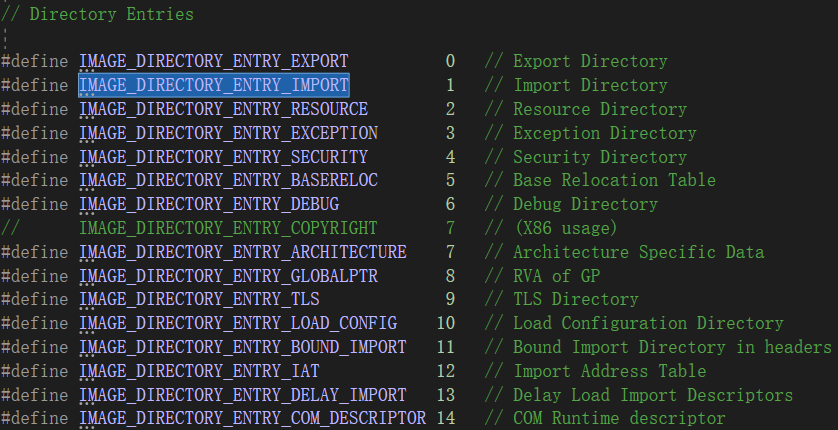 // Directory Entries
#define IMAGE_DIRECTORY_ENTRY_EXPORT          0   // Export Directory
#define IMAGE_DIRECTORY_ENTRY_IMPORT          1   // Import Directory
#define IMAGE_DIRECTORY_ENTRY_RESOURCE        2   // Resource Directory
#define IMAGE_DIRECTORY_ENTRY_EXCEPTION       3   // Exception Directory
#define IMAGE_DIRECTORY_ENTRY_SECURITY        4   // Security Directory
#define IMAGE_DIRECTORY_ENTRY_BASERELOC       5   // Base Relocation Table
#define IMAGE_DIRECTORY_ENTRY_DEBUG           6   // Debug Directory
//      IMAGE_DIRECTORY_ENTRY_COPYRIGHT       7   // (X86 usage)
#define IMAGE_DIRECTORY_ENTRY_ARCHITECTURE    7   // Architecture Specific Data
#define IMAGE_DIRECTORY_ENTRY_GLOBALPTR       8   // RVA of GP
#define IMAGE_DIRECTORY_ENTRY_TLS             9   // TLS Directory
#define IMAGE_DIRECTORY_ENTRY_LOAD_CONFIG    10   // Load Configuration Directory
#define IMAGE_DIRECTORY_ENTRY_BOUND_IMPORT   11   // Bound Import Directory in headers
#define IMAGE_DIRECTORY_ENTRY_IAT            12   // Import Address Table
#define IMAGE_DIRECTORY_ENTRY_DELAY_IMPORT   13   // Delay Load Import Descriptors
#define IMAGE_DIRECTORY_ENTRY_COM_DESCRIPTOR 14   // COM Runtime descriptor